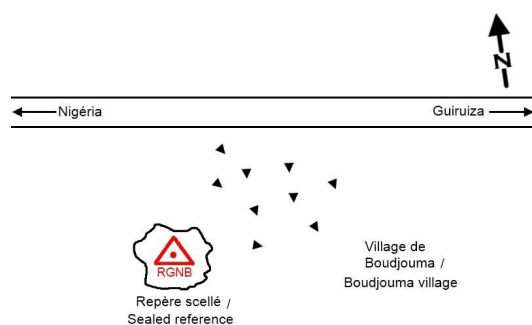 N
Nigéria
Guiruiza
RGNB
Village de
Boudjouma /
Boudjouma village
Repère scellé /
Sealed reference